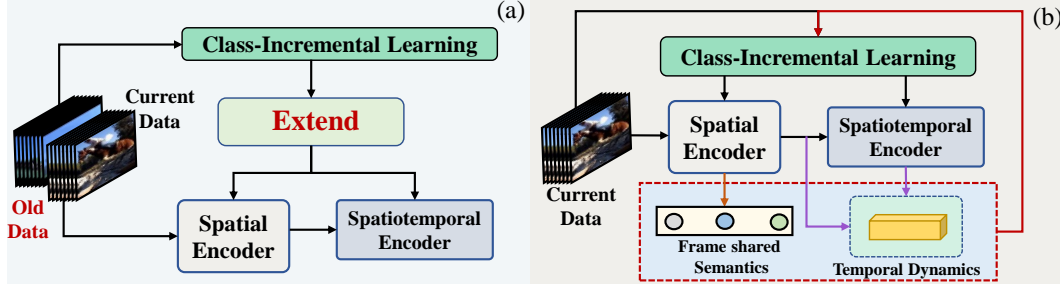 (a)
Class-Incremental Learning
Current
Data
Extend
Old
Data
Spatial
Encoder
Spatiotemporal
Encoder
(b)
Class-Incremental Learning
Spatial
Encoder
Spatiotemporal
Encoder
Current
Data
Frame shared
Semantics
Temporal Dynamics